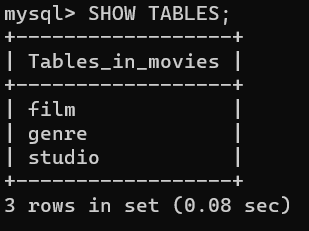 mysql> SHOW TABLES;
+------------------+
| Tables_in_movies |
+------------------+
| film             |
| genre            |
| studio           |
+------------------+
3 rows in set (0.08 sec)